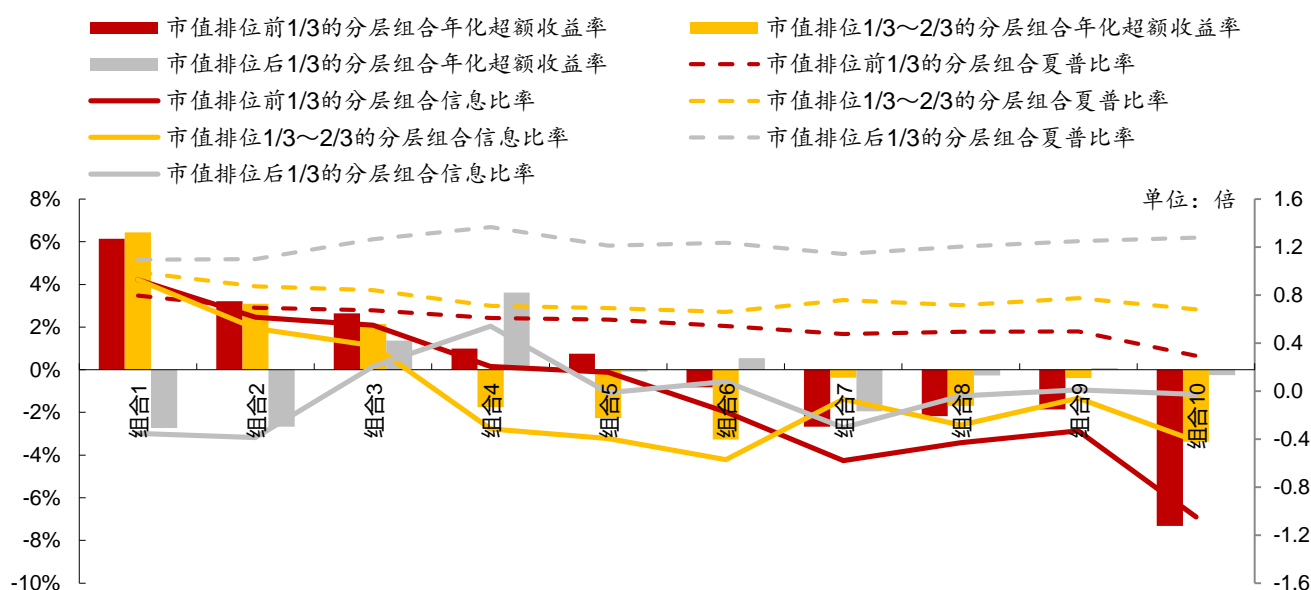 市值排位前1/3的分层组合年化超额收益率
市值排位1/3～2/3的分层组合年化超额收益率
市值排位后1/3的分层组合年化超额收益率
市值排位前1/3的分层组合夏普比率
市值排位前1/3的分层组合信息比率
市值排位1/3～2/3的分层组合夏普比率
市值排位1/3～2/3的分层组合信息比率
市值排位后1/3的分层组合夏普比率
市值排位后1/3的分层组合信息比率
单位：倍
8%
6%
4%
2%
0%
-2%
-4%
-6%
-8%
-10%
1.6
1.2
0.8
0.4
0.0
-0.4
-0.8
-1.2
-1.6
组合1
组合2
组合3
组合4
组合5
组合6
组合7
组合8
组合9
组合10